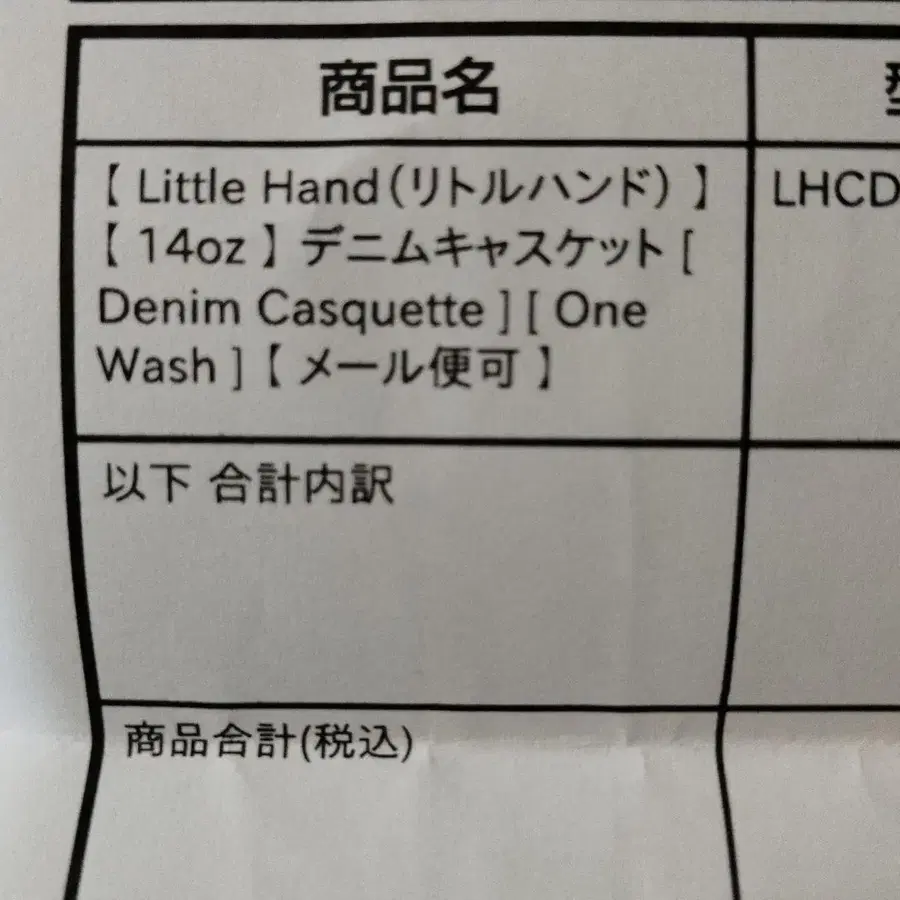 商品名
【 Little Hand(リトルハンド) 】
【 14oz 】 デニムキャスケット [
Denim Casquette ] [ One
Wash ] 【 メール便可 】
LHCD
以下 合計内訳
商品合計(税込)